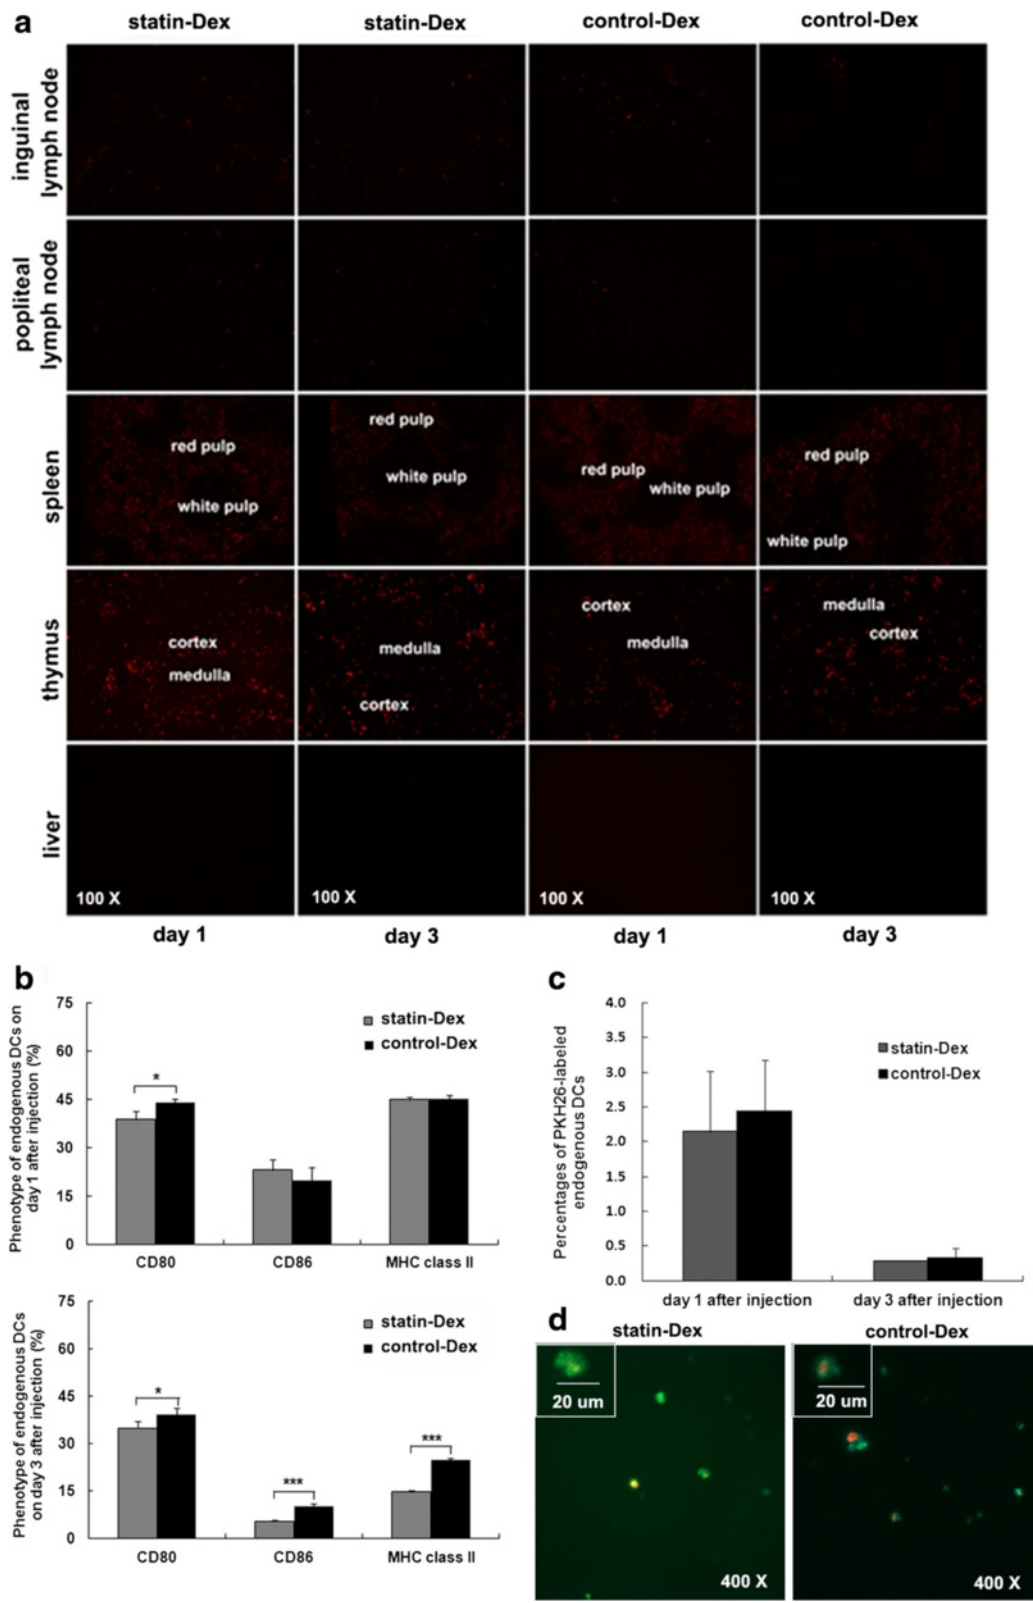 a
statin-Dex statin-Dex control-Dex control-Dex
inguinal
lymph node
popliteal
lymph node
spleen
red pulp
white pulp
red pulp
white pulp
red pulp
white pulp
red pulp
white pulp
thymus
cortex
medulla
medulla
cortex
cortex
medulla
medulla
cortex
liver
100 X 100 X 100 X 100 X
day 1 day 3 day 1 day 3
b
Phenotype of endogenous DCs on
day 1 after injection (%)
75
60
45
30
15
0
statin-Dex
control-Dex
*
CD80 CD86 MHC class II
Phenotype of endogenous DCs
on day 3 after injection (%)
75
60
45
30
15
0
statin-Dex
control-Dex
*
***
***
CD80 CD86 MHC class II
c
Percentages of PKH26-labeled
endogenous DCs
4.0
3.5
3.0
2.5
2.0
1.5
1.0
0.5
0.0
statin-Dex
control-Dex
day 1 after injection day 3 after injection
d
statin-Dex control-Dex
20 um 20 um
400 X 400 X